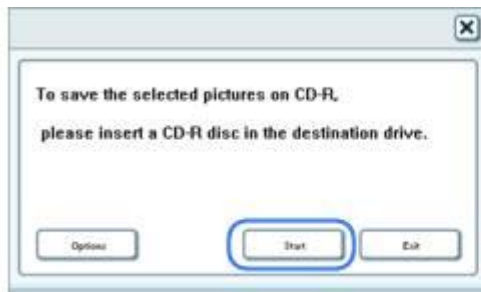 To save the selected pictures on CD-R,
please insert a CD-R disc in the destination drive.
Options Start Exit